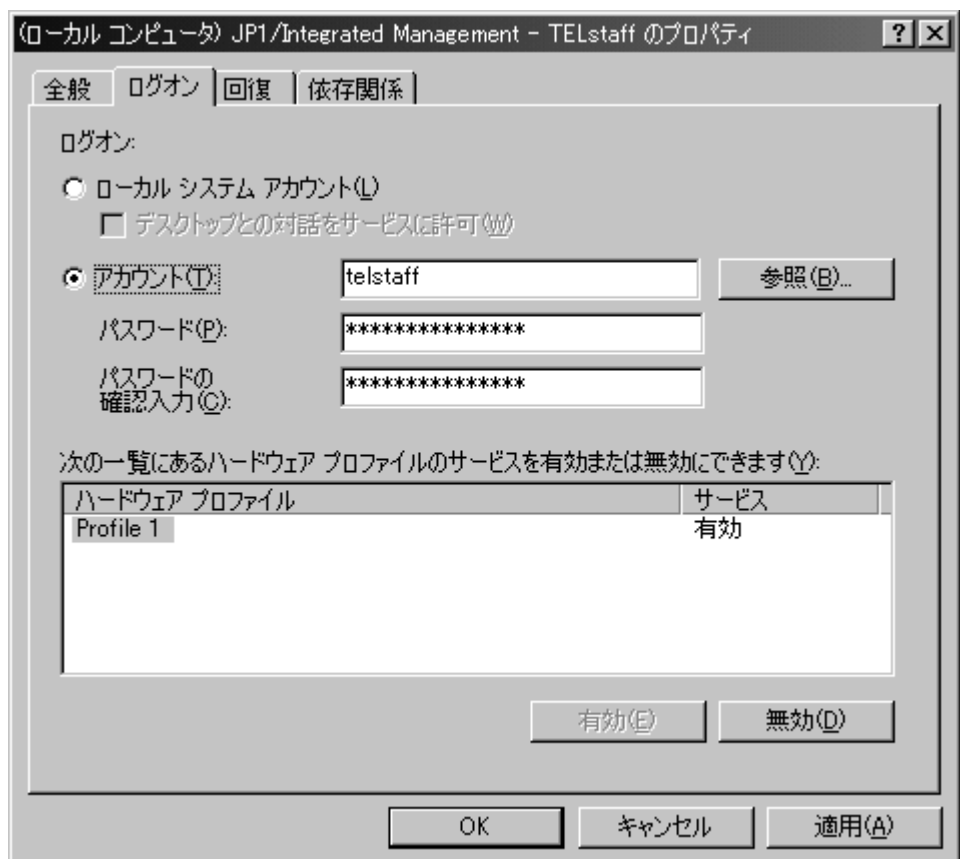 (ローカル コンピュータ) JP1/Integrated Management - TELstaff のプロパティ
全般 ログオン 回復 依存関係
ログオン:
ローカル システム アカウント(L)
デスクトップとの対話をサービスに許可(W)
アカウント(T): telstaff 参照(B)...
パスワード(P): ***************
パスワードの
確認入力(C): ***************
次の一覧にあるハードウェア プロファイルのサービスを有効または無効にできます(Y):
ハードウェア プロファイル サービス
Profile 1 有効
有効(E) 無効(D)
OK キャンセル 適用(A)